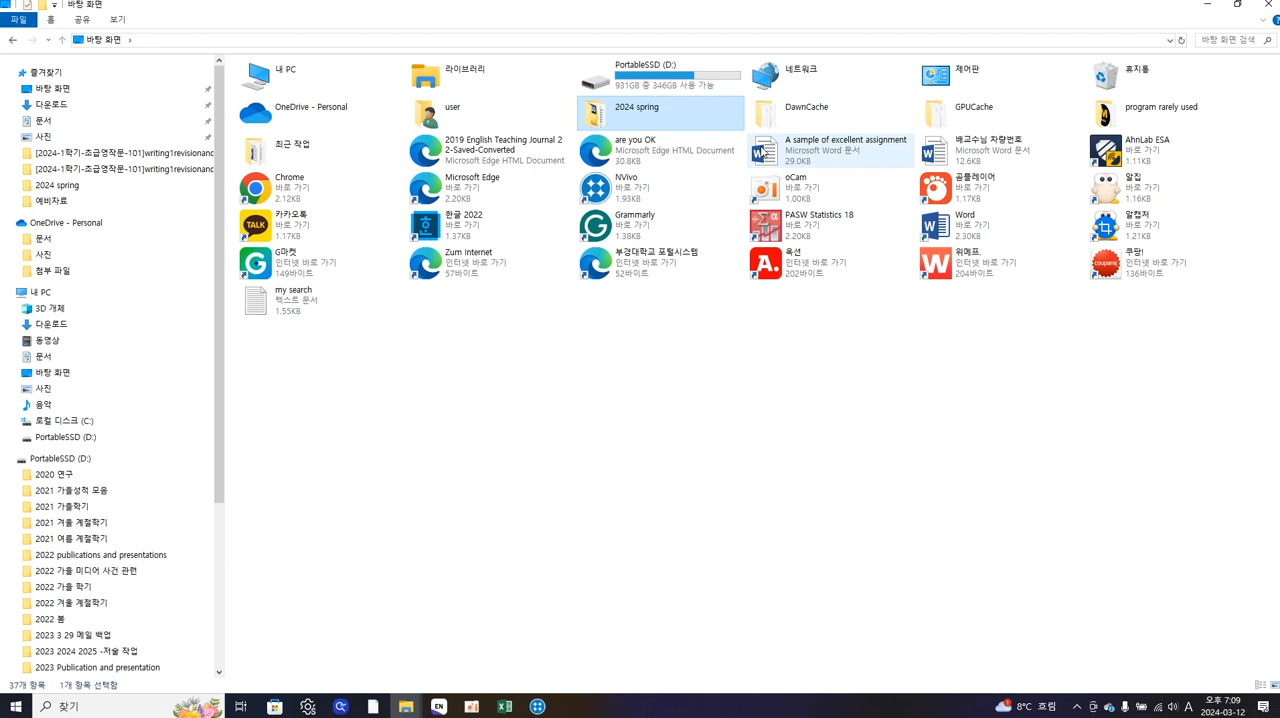 바탕 화면
파일 홈 공유 보기
바탕 화면
바탕 화면 검색
즐겨찾기
바탕 화면
다운로드
문서
사진
[2024-1학기-초급영작문-101]writing1revisionanc
[2024-1학기-초급영작문-101]writing1revisionanc
2024 spring
예비자료
OneDrive - Personal
문서
사진
첨부 파일
내 PC
3D 개체
다운로드
동영상
문서
바탕 화면
사진
음악
로컬 디스크 (C:)
PortableSSD (D:)
PortableSSD (D:)
2020 연구
2021 가을성적 모음
2021 가을학기
2021 겨울 계절학기
2021 여름 계절학기
2022 publications and presentations
2022 가을 미디어 사건 관련
2022 가을 학기
2022 겨울 계절학기
2022 봄
2023 3 29 메일 백업
2023 2024 2025 -저술 작업
2023 Publication and presentation
내 PC
라이브러리
PortableSSD (D:)
931GB 중 346GB 사용 가능
네트워크
제어판
휴지통
OneDrive - Personal
user
2024 spring
DawnCache
GPUCache
program rarely used
최근 작업
2019 English Teaching Journal 2
2-Saved-Converted
Microsoft Edge HTML Document
are you OK
Microsoft Edge HTML Document
30.8KB
A sample of excellent assignment
Microsoft Word 문서
29.0KB
배교수님 차량번호
Microsoft Word 문서
12.6KB
AhnLab ESA
바로 가기
1.11KB
Chrome
바로 가기
2.12KB
Microsoft Edge
바로 가기
2.20KB
NVivo
바로 가기
1.93KB
oCam
바로 가기
1.00KB
곰플레이어
바로 가기
1.17KB
알집
바로 가기
1.16KB
TALK
카카오톡
바로 가기
1.17KB
한글 2022
바로 가기
1.37KB
Grammarly
바로 가기
1.38KB
PASW Statistics 18
바로 가기
2.20KB
Word
바로 가기
2.30KB
알캡처
바로 가기
1.21KB
G마켓
인터넷 바로 가기
149바이트
Zum Internet
인터넷 바로 가기
57바이트
부경대학교 포털시스템
인터넷 바로 가기
52바이트
옥션
인터넷 바로 가기
202바이트
위메프.
인터넷 바로 가기
204바이트
coupang
쿠팡!
인터넷 바로 가기
136바이트
my search
텍스트 문서
1.55KB
37개 항목 1개 항목 선택함
찾기
EN
8°C 흐림
A
오후 7:09
2024-03-12